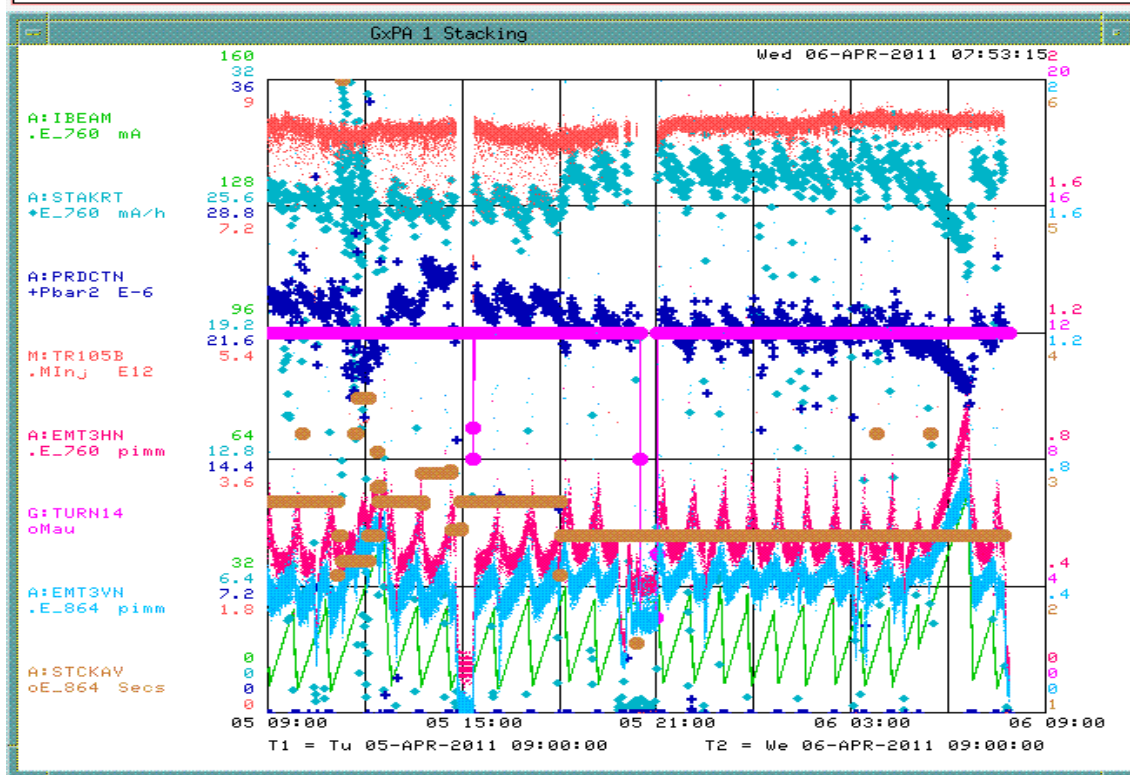 GxPA 1 Stacking
Wed 06-APR-2011 07:53:15
160
32
36
9
2
20
2
6
A:IBEAM
.E_760 mA
128
25.6
28.8
7.2
1.6
16
1.6
5
A:STAKRT
♦E_760 mA/h
A:PRDCTN
+Pbar2 E-6
96
19.2
21.6
5.4
1.2
12
1.2
4
M:TR105B
.MInj E12
A:EMT3HN
.E_760 pimm
64
12.8
14.4
3.6
.8
8
.8
3
G:TURN14
oMau
32
6.4
7.2
1.8
.4
4
.4
2
A:EMT3VN
.E_864 pimm
A:STCKAV
oE_864 Secs
0
0
0
0
0
0
0
1
05 09:00 05 15:00 05 21:00 06 03:00 06 09:00
T1 = Tu 05-APR-2011 09:00:00 T2 = We 06-APR-2011 09:00:00